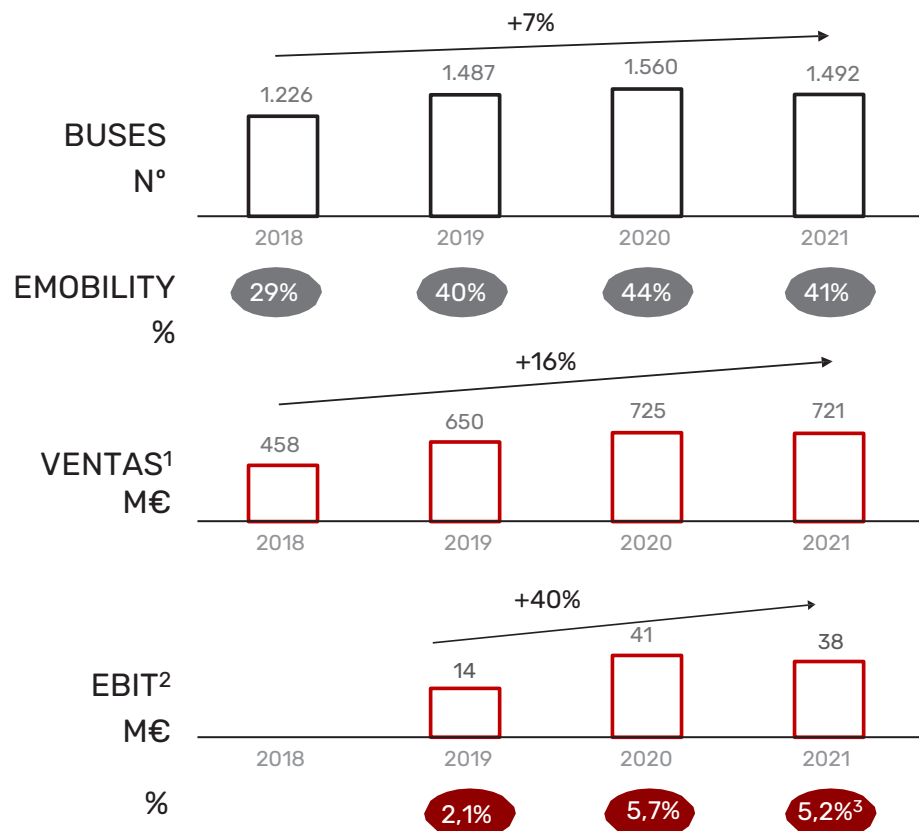 +7%
1.226 1.487 1.560 1.492
BUSES
N°
2018 2019 2020 2021
EMOBILITY 29% 40% 44% 41%
%
+16%
458 650 725 721
VENTAS¹
M€
2018 2019 2020 2021
+40%
14 41 38
EBIT²
M€
2018 2019 2020 2021
% 2,1% 5,7% 5,2%³